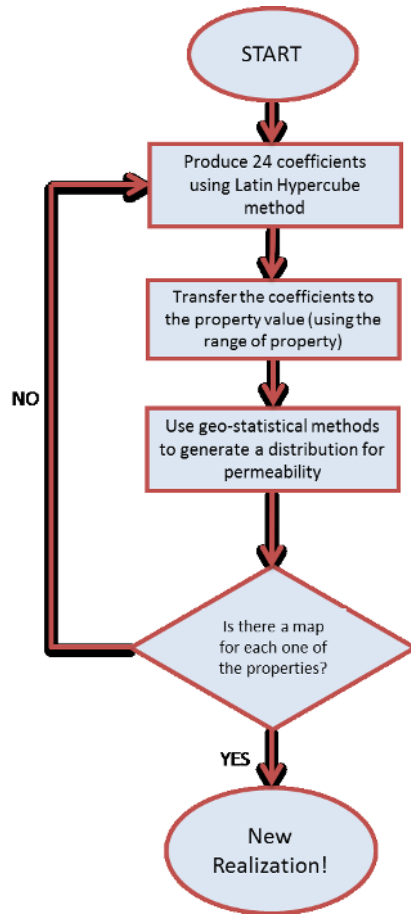 START
Produce 24 coefficients
using Latin Hypercube
method
Transfer the coefficients to
the property value (using the
range of property)
Use geo-statistical methods
to generate a distribution for
permeability
NO
Is there a map
for each one of
the properties?
YES
New
Realization!